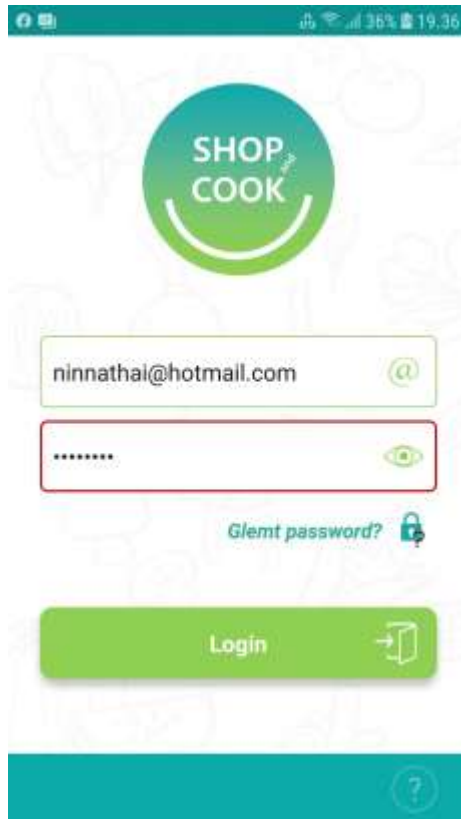 36% 19.36
SHOP and
COOK
ninnathai@hotmail.com @
••••••••
Glemt password? ?
Login
?